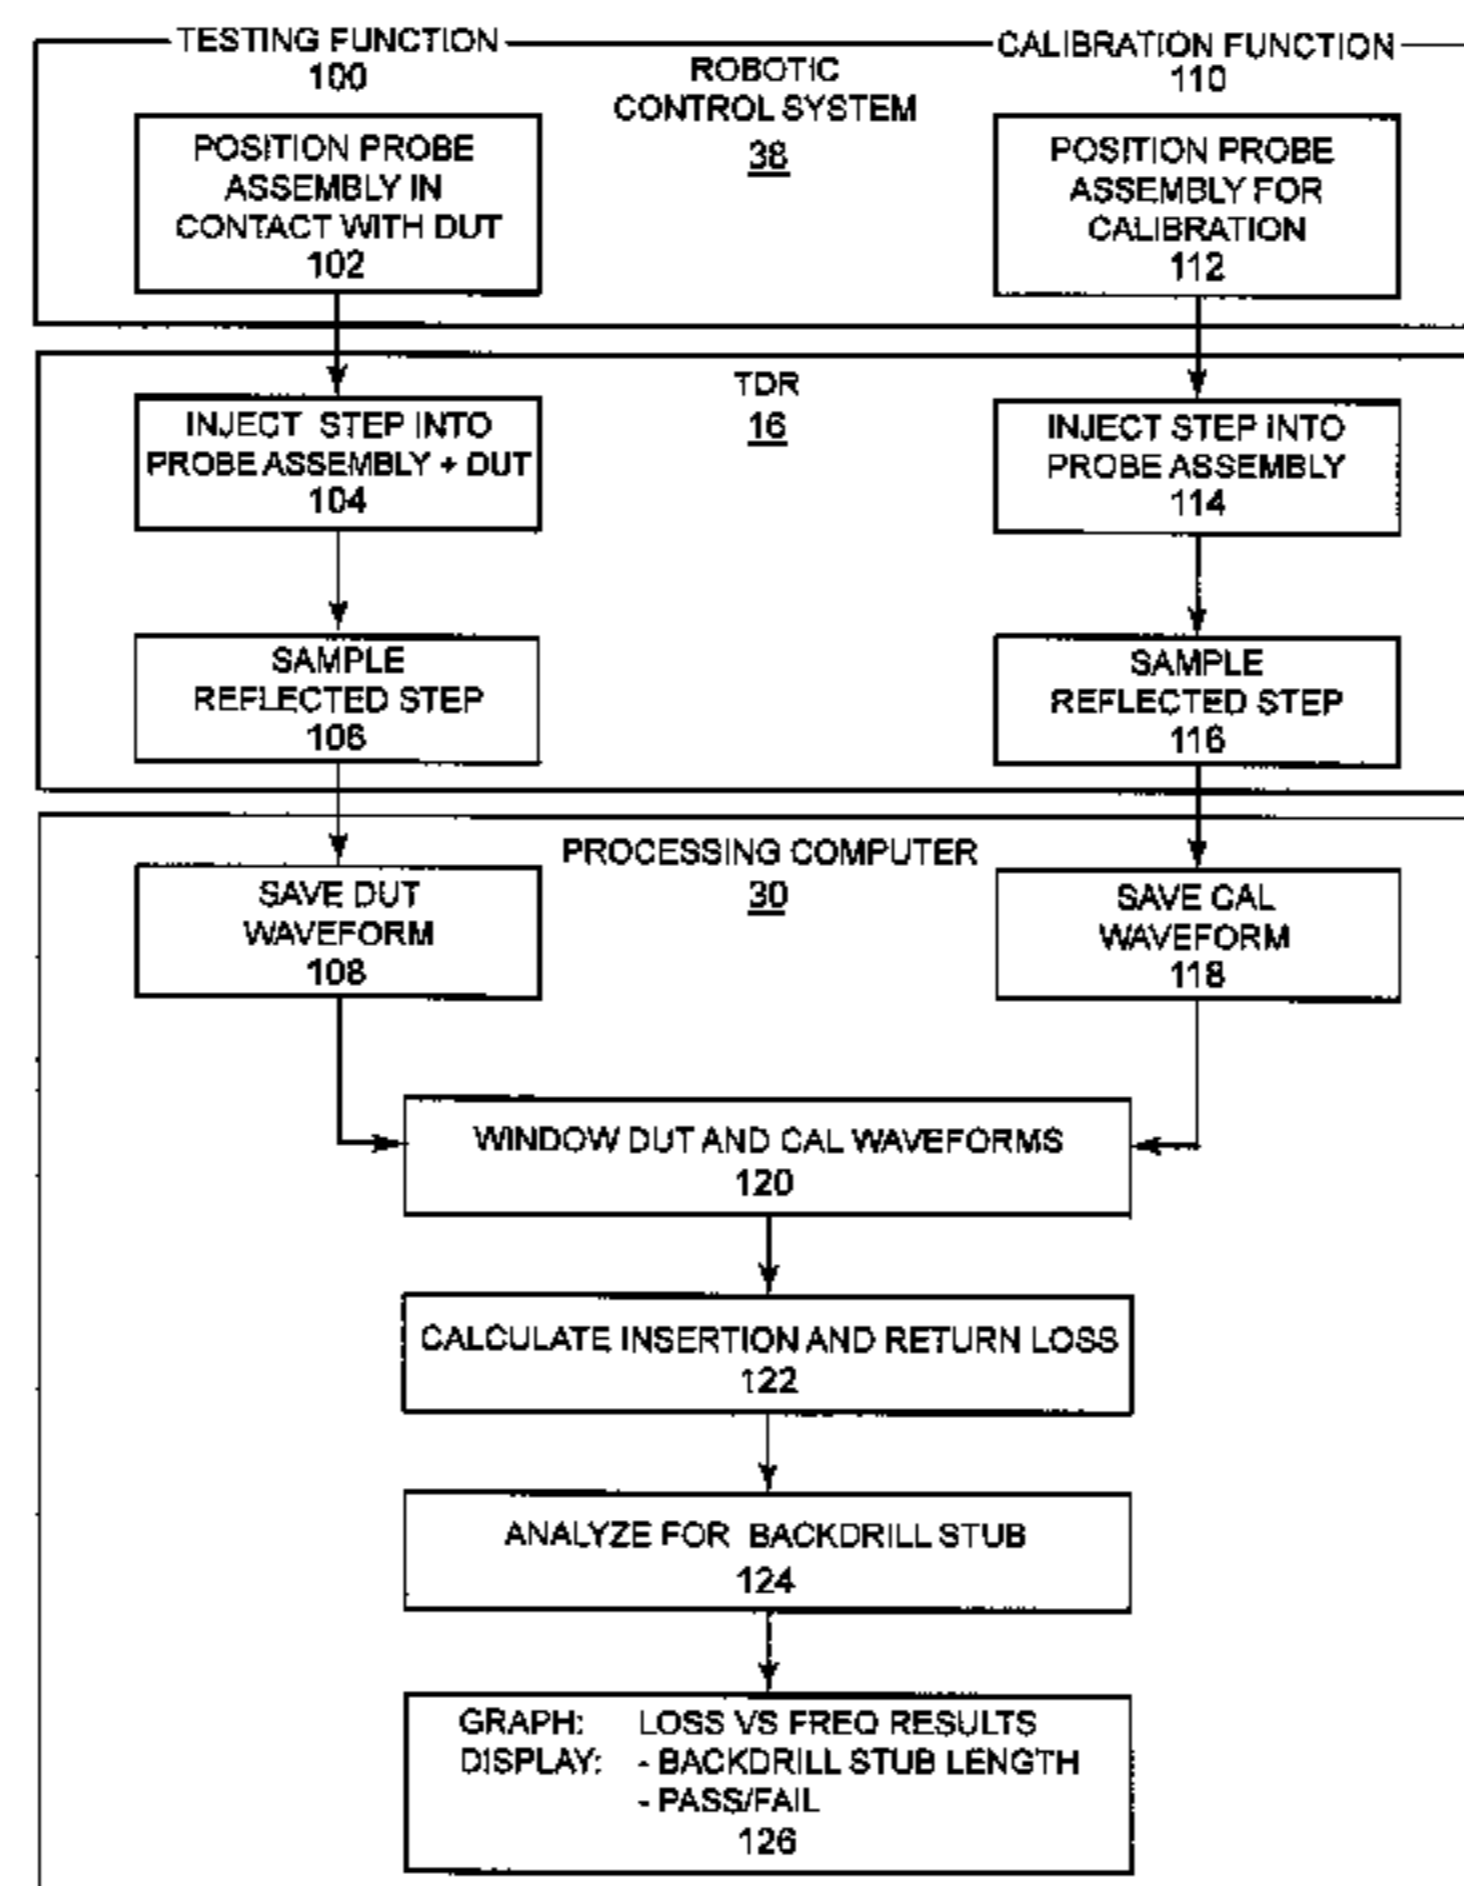 TESTING FUNCTION
100
ROBOTIC
CONTROL SYSTEM
38
CALIBRATION FUNCTION
110
POSITION PROBE
ASSEMBLY IN
CONTACT WITH DUT
102
POSITION PROBE
ASSEMBLY FOR
CALIBRATION
112
TDR
16
INJECT STEP INTO
PROBE ASSEMBLY + DUT
104
INJECT STEP INTO
PROBE ASSEMBLY
114
SAMPLE
REFLECTED STEP
106
SAMPLE
REFLECTED STEP
116
PROCESSING COMPUTER
30
SAVE DUT
WAVEFORM
108
SAVE CAL
WAVEFORM
118
WINDOW DUT AND CAL WAVEFORMS
120
CALCULATE INSERTION AND RETURN LOSS
122
ANALYZE FOR BACKDRILL STUB
124
GRAPH: LOSS VS FREQ RESULTS
DISPLAY: - BACKDRILL STUB LENGTH
- PASS/FAIL
126